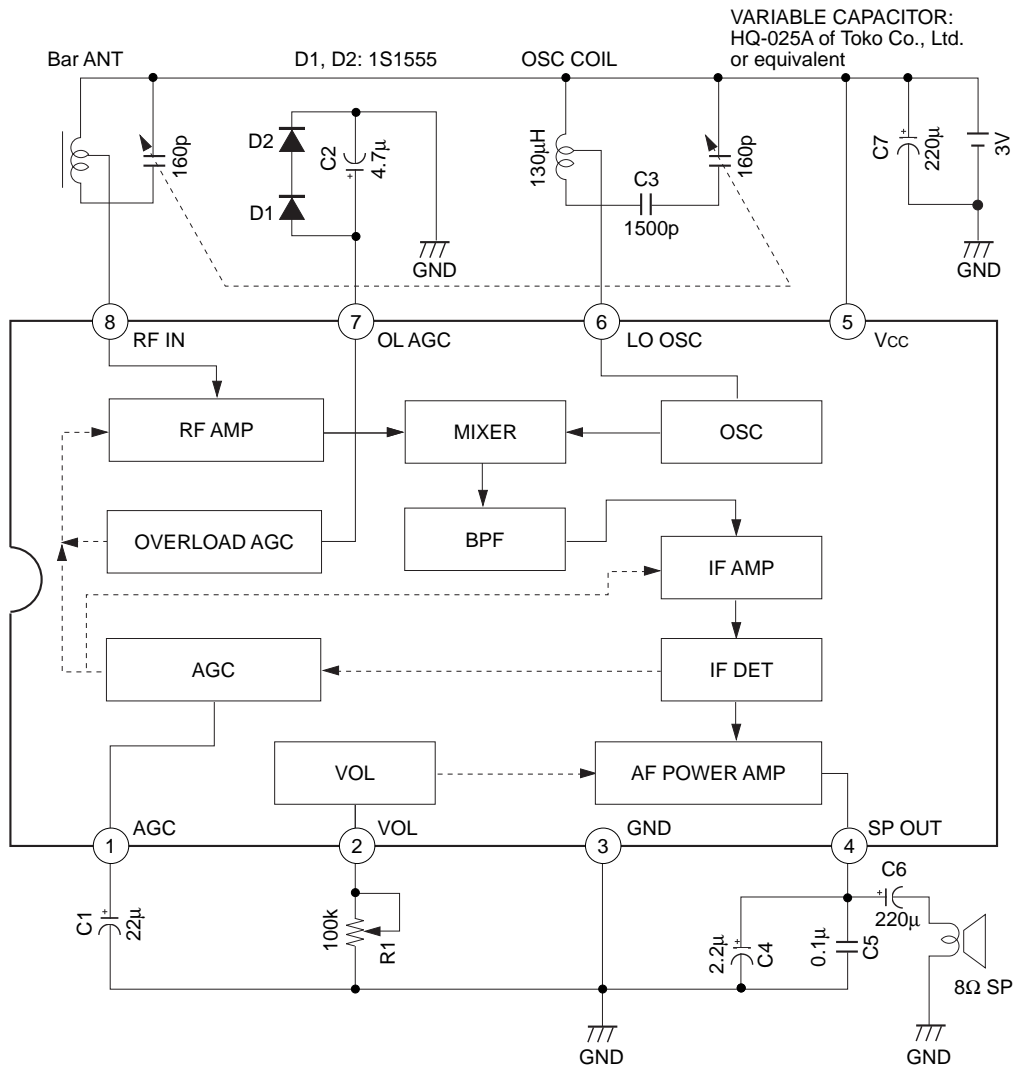 VARIABLE CAPACITOR:
HQ-025A of Toko Co., Ltd.
or equivalent
Bar ANT
D1, D2: 1S1555
OSC COIL
160p
D2
D1
C2
4.7μ
GND
130μH
C3
1500p
160p
C7
220μ
3V
GND
8
RF IN
7
OL AGC
6
LO OSC
5
VCC
RF AMP
MIXER
OSC
OVERLOAD AGC
BPF
IF AMP
AGC
IF DET
VOL
AF POWER AMP
1
AGC
2
VOL
3
GND
4
SP OUT
C1
22μ
100k
R1
2.2μ
C4
0.1μ
C5
C6
220μ
8Ω SP
GND
GND